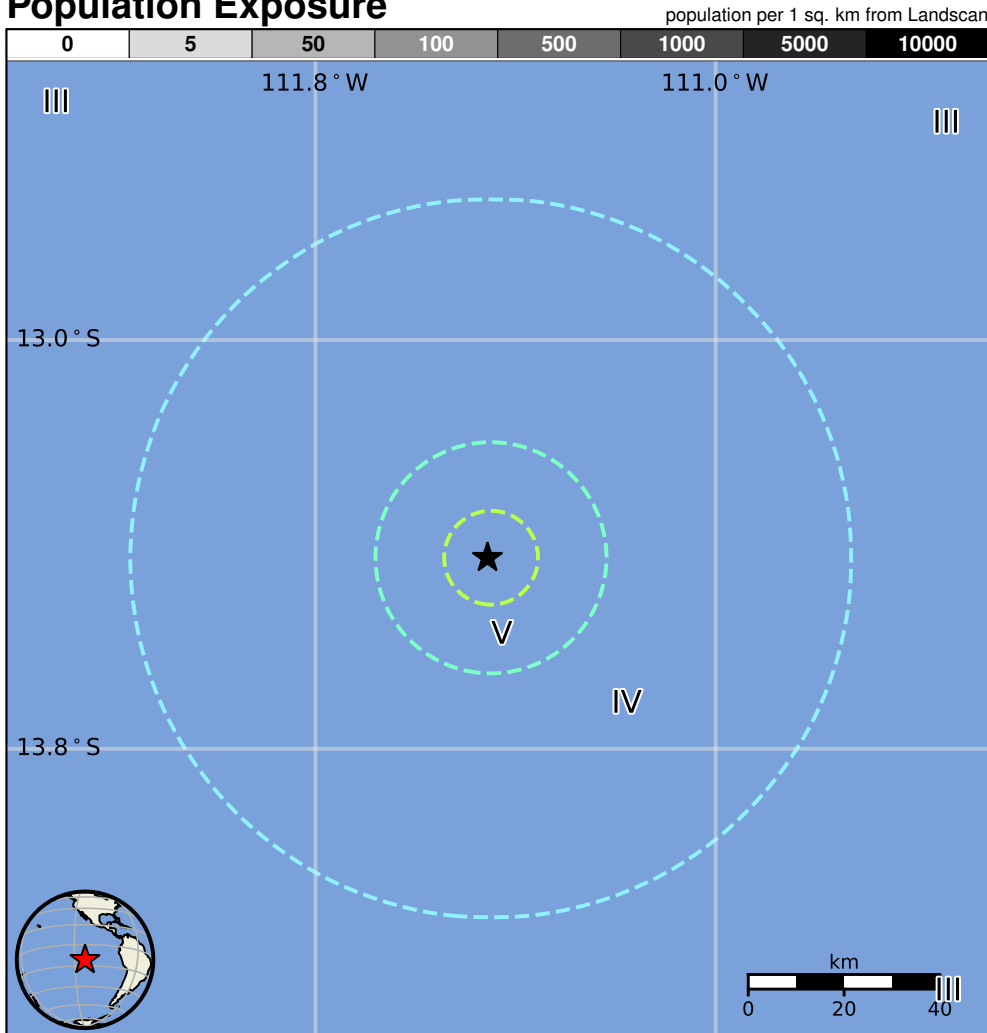 Population Exposure
population per 1 sq. km from Landscan
0 5 50 100 500 1000 5000 10000
111.8°W 111.0°W
III
III
13.0°S
V
IV
13.8°S
km
III
0 20 40